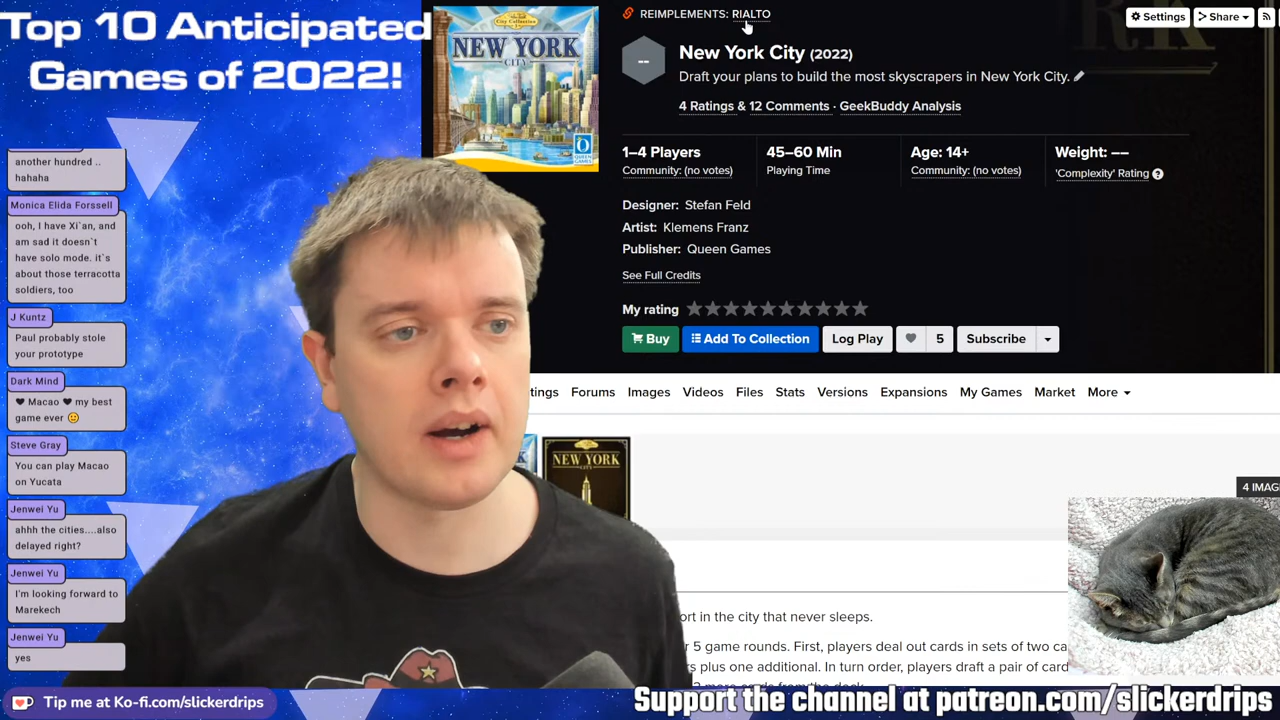 Top 10 Anticipated
Games of 2022!
another hundred ..
hahaha
Monica Elida Forssell
ooh, I have Xi`an, and
am sad it doesn`t
have solo mode. it`s
about those terracotta
soldiers, too
J Kuntz
Paul probably stole
your prototype
Dark Mind
❤ Macao ❤ my best
game ever 🙂
Steve Gray
You can play Macao
on Yucata
Jenwei Yu
ahhh the cities....also
delayed right?
Jenwei Yu
I'm looking forward to
Marekech
Jenwei Yu
yes
Tip me at Ko-fi.com/slickerdrips
NEW YORK
CITY
QUEEN
GAMES
REIMPLEMENTS: RIALTO
Settings
Share
--
New York City (2022)
Draft your plans to build the most skyscrapers in New York City.
4 Ratings & 12 Comments · GeekBuddy Analysis
1–4 Players
Community: (no votes)
45–60 Min
Playing Time
Age: 14+
Community: (no votes)
Weight: --
'Complexity' Rating ?
Designer: Stefan Feld
Artist: Klemens Franz
Publisher: Queen Games
See Full Credits
My rating
Buy
Add To Collection
Log Play
5
Subscribe
tings
Forums
Images
Videos
Files
Stats
Versions
Expansions
My Games
Market
More
NEW YORK
CITY
4 IMAG
ort in the city that never sleeps.
r 5 game rounds. First, players deal out cards in sets of two ca
rs plus one additional. In turn order, players draft a pair of card
Support the channel at patreon.com/slickerdrips